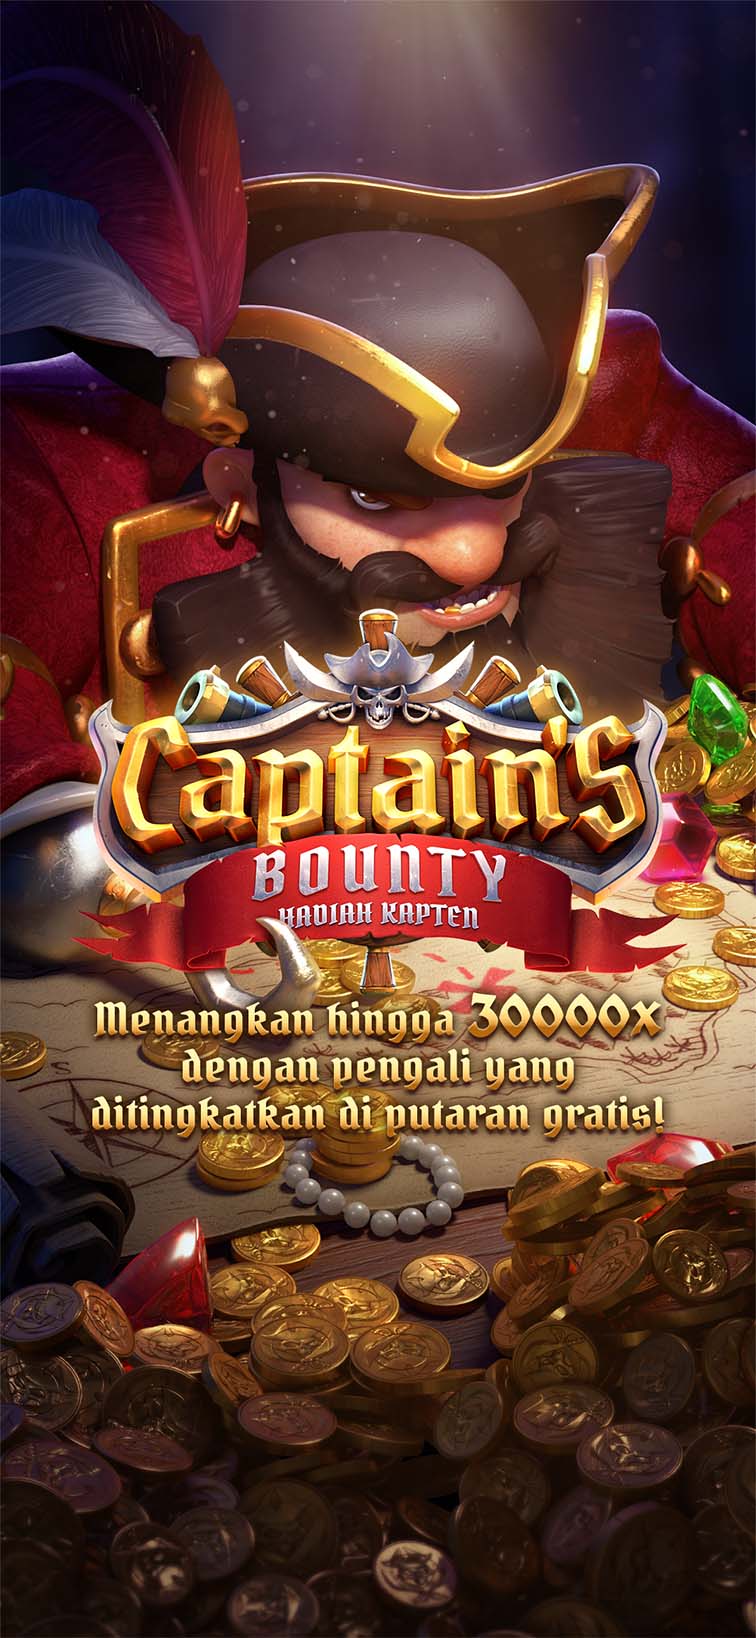 Captain's
BOUNTY
HADIAH KAPTEN
Menangkan hingga 30000x
dengan pengali yang
ditingkatkan di putaran gratis!